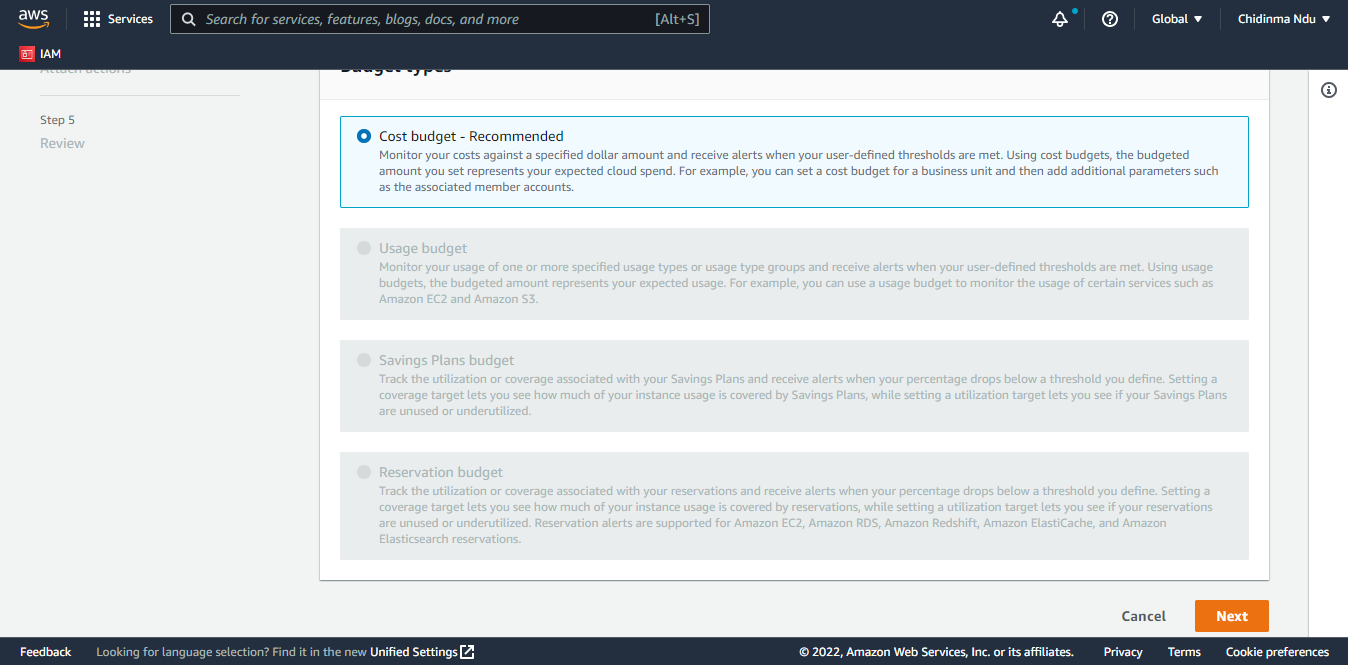 aws
Services
Search for services, features, blogs, docs, and more
[Alt+S]
Global
Chidinma Ndu
IAM
Attach actions
Budget types
Step 5
Review
Cost budget - Recommended
Monitor your costs against a specified dollar amount and receive alerts when your user-defined thresholds are met. Using cost budgets, the budgeted
amount you set represents your expected cloud spend. For example, you can set a cost budget for a business unit and then add additional parameters such
as the associated member accounts.
Usage budget
Monitor your usage of one or more specified usage types or usage type groups and receive alerts when your user-defined thresholds are met. Using usage
budgets, the budgeted amount represents your expected usage. For example, you can use a usage budget to monitor the usage of certain services such as
Amazon EC2 and Amazon S3.
Savings Plans budget
Track the utilization or coverage associated with your Savings Plans and receive alerts when your percentage drops below a threshold you define. Setting a
coverage target lets you see how much of your instance usage is covered by Savings Plans, while setting a utilization target lets you see if your Savings Plans
are unused or underutilized.
Reservation budget
Track the utilization or coverage associated with your reservations and receive alerts when your percentage drops below a threshold you define. Setting a
coverage target lets you see how much of your instance usage is covered by reservations, while setting a utilization target lets you see if your reservations
are unused or underutilized. Reservation alerts are supported for Amazon EC2, Amazon RDS, Amazon Redshift, Amazon ElastiCache, and Amazon
Elasticsearch reservations.
Cancel
Next
Feedback
Looking for language selection? Find it in the new Unified Settings
© 2022, Amazon Web Services, Inc. or its affiliates.
Privacy
Terms
Cookie preferences